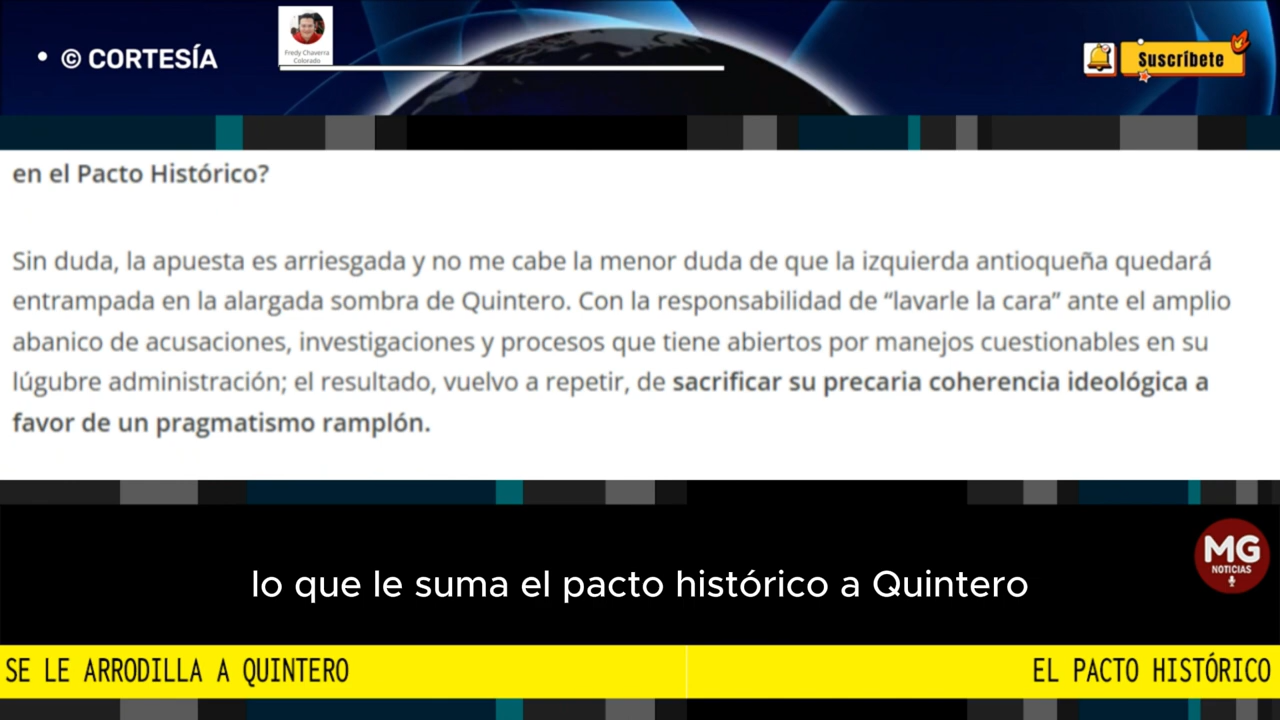 • © CORTESÍA
Fredy Chaverra
Colorado
Suscríbete
en el Pacto Histórico?
Sin duda, la apuesta es arriesgada y no me cabe la menor duda de que la izquierda antioqueña quedará
entrampada en la alargada sombra de Quintero. Con la responsabilidad de “lavarle la cara” ante el amplio
abanico de acusaciones, investigaciones y procesos que tiene abiertos por manejos cuestionables en su
lúgubre administración; el resultado, vuelvo a repetir, de sacrificar su precaria coherencia ideológica a
favor de un pragmatismo ramplón.
MG
NOTICIAS
lo que le suma el pacto histórico a Quintero
SE LE ARRODILLA A QUINTERO
EL PACTO HISTÓRICO